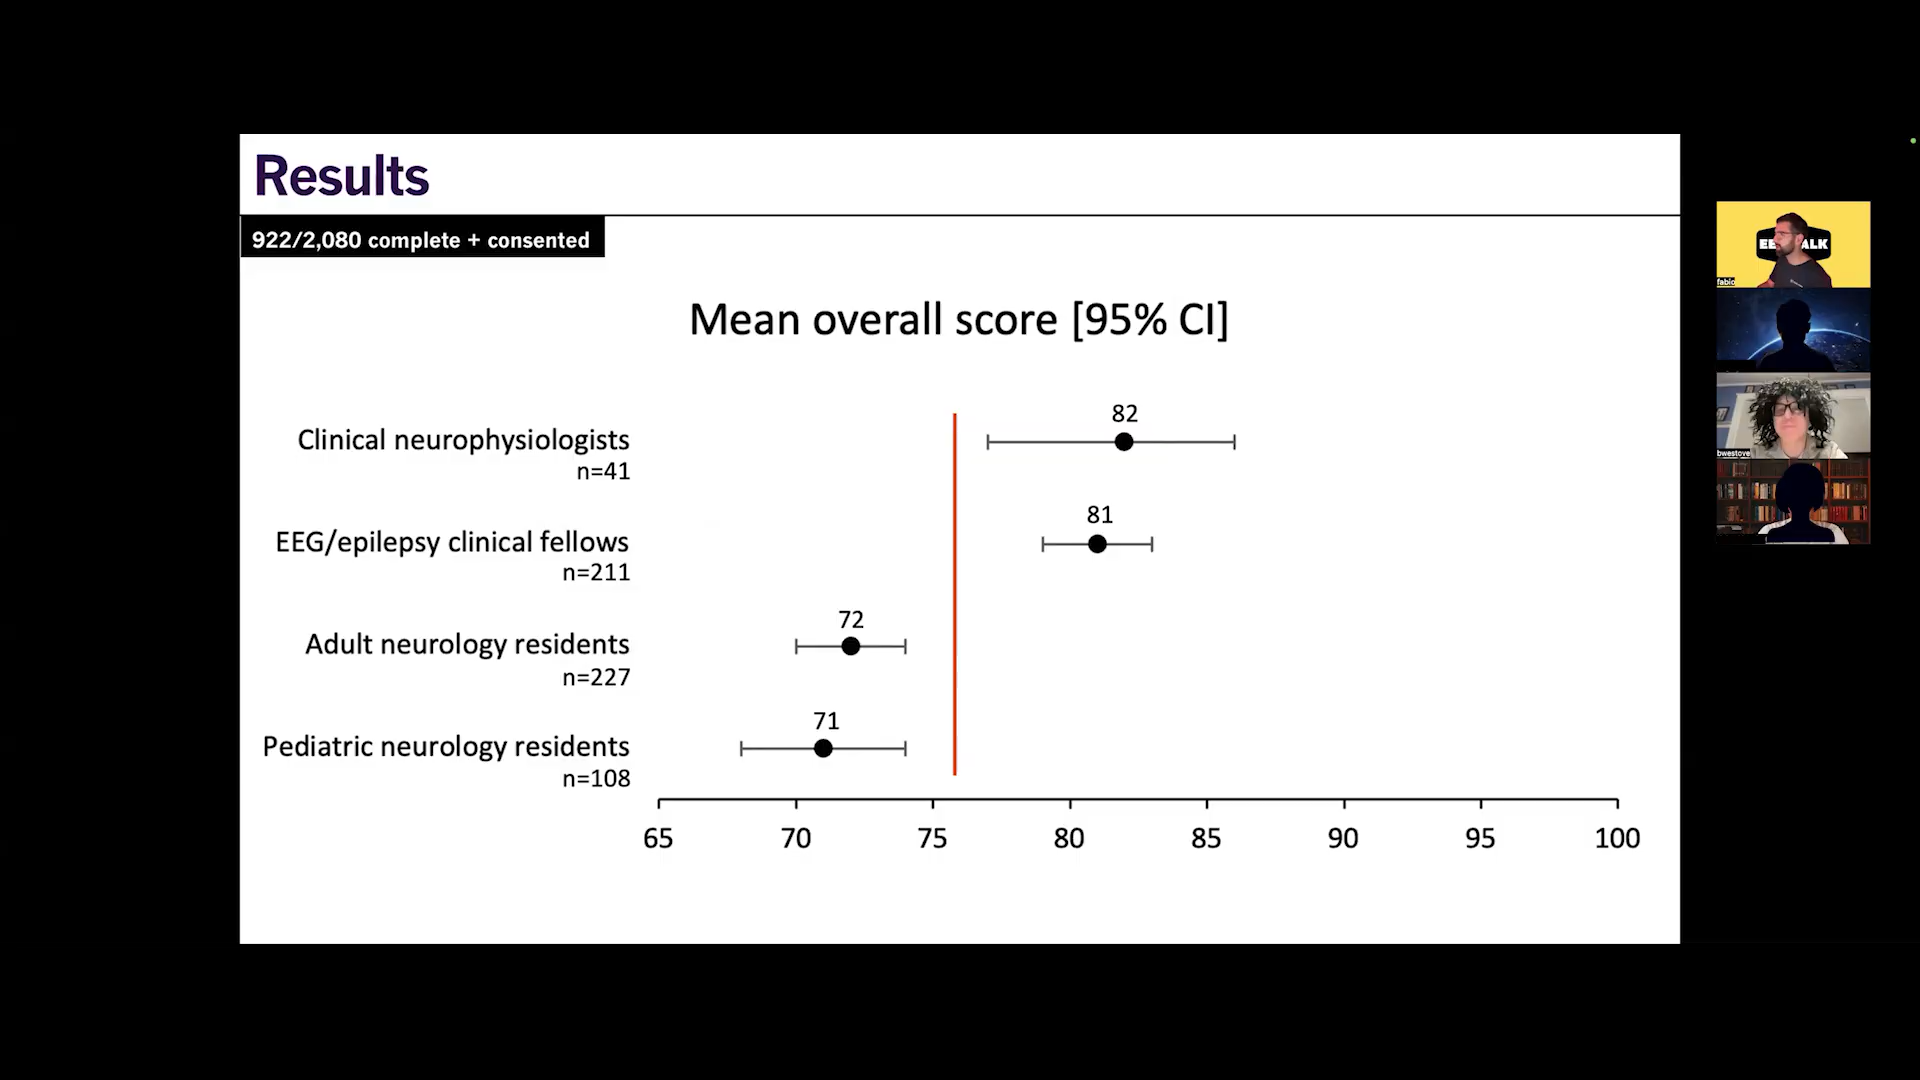 Results
922/2,080 complete + consented
Mean overall score [95% CI]
Clinical neurophysiologists
n=41
82
EEG/epilepsy clinical fellows
n=211
81
Adult neurology residents
n=227
72
Pediatric neurology residents
n=108
71
65 70 75 80 85 90 95 100
fabio
bwestove